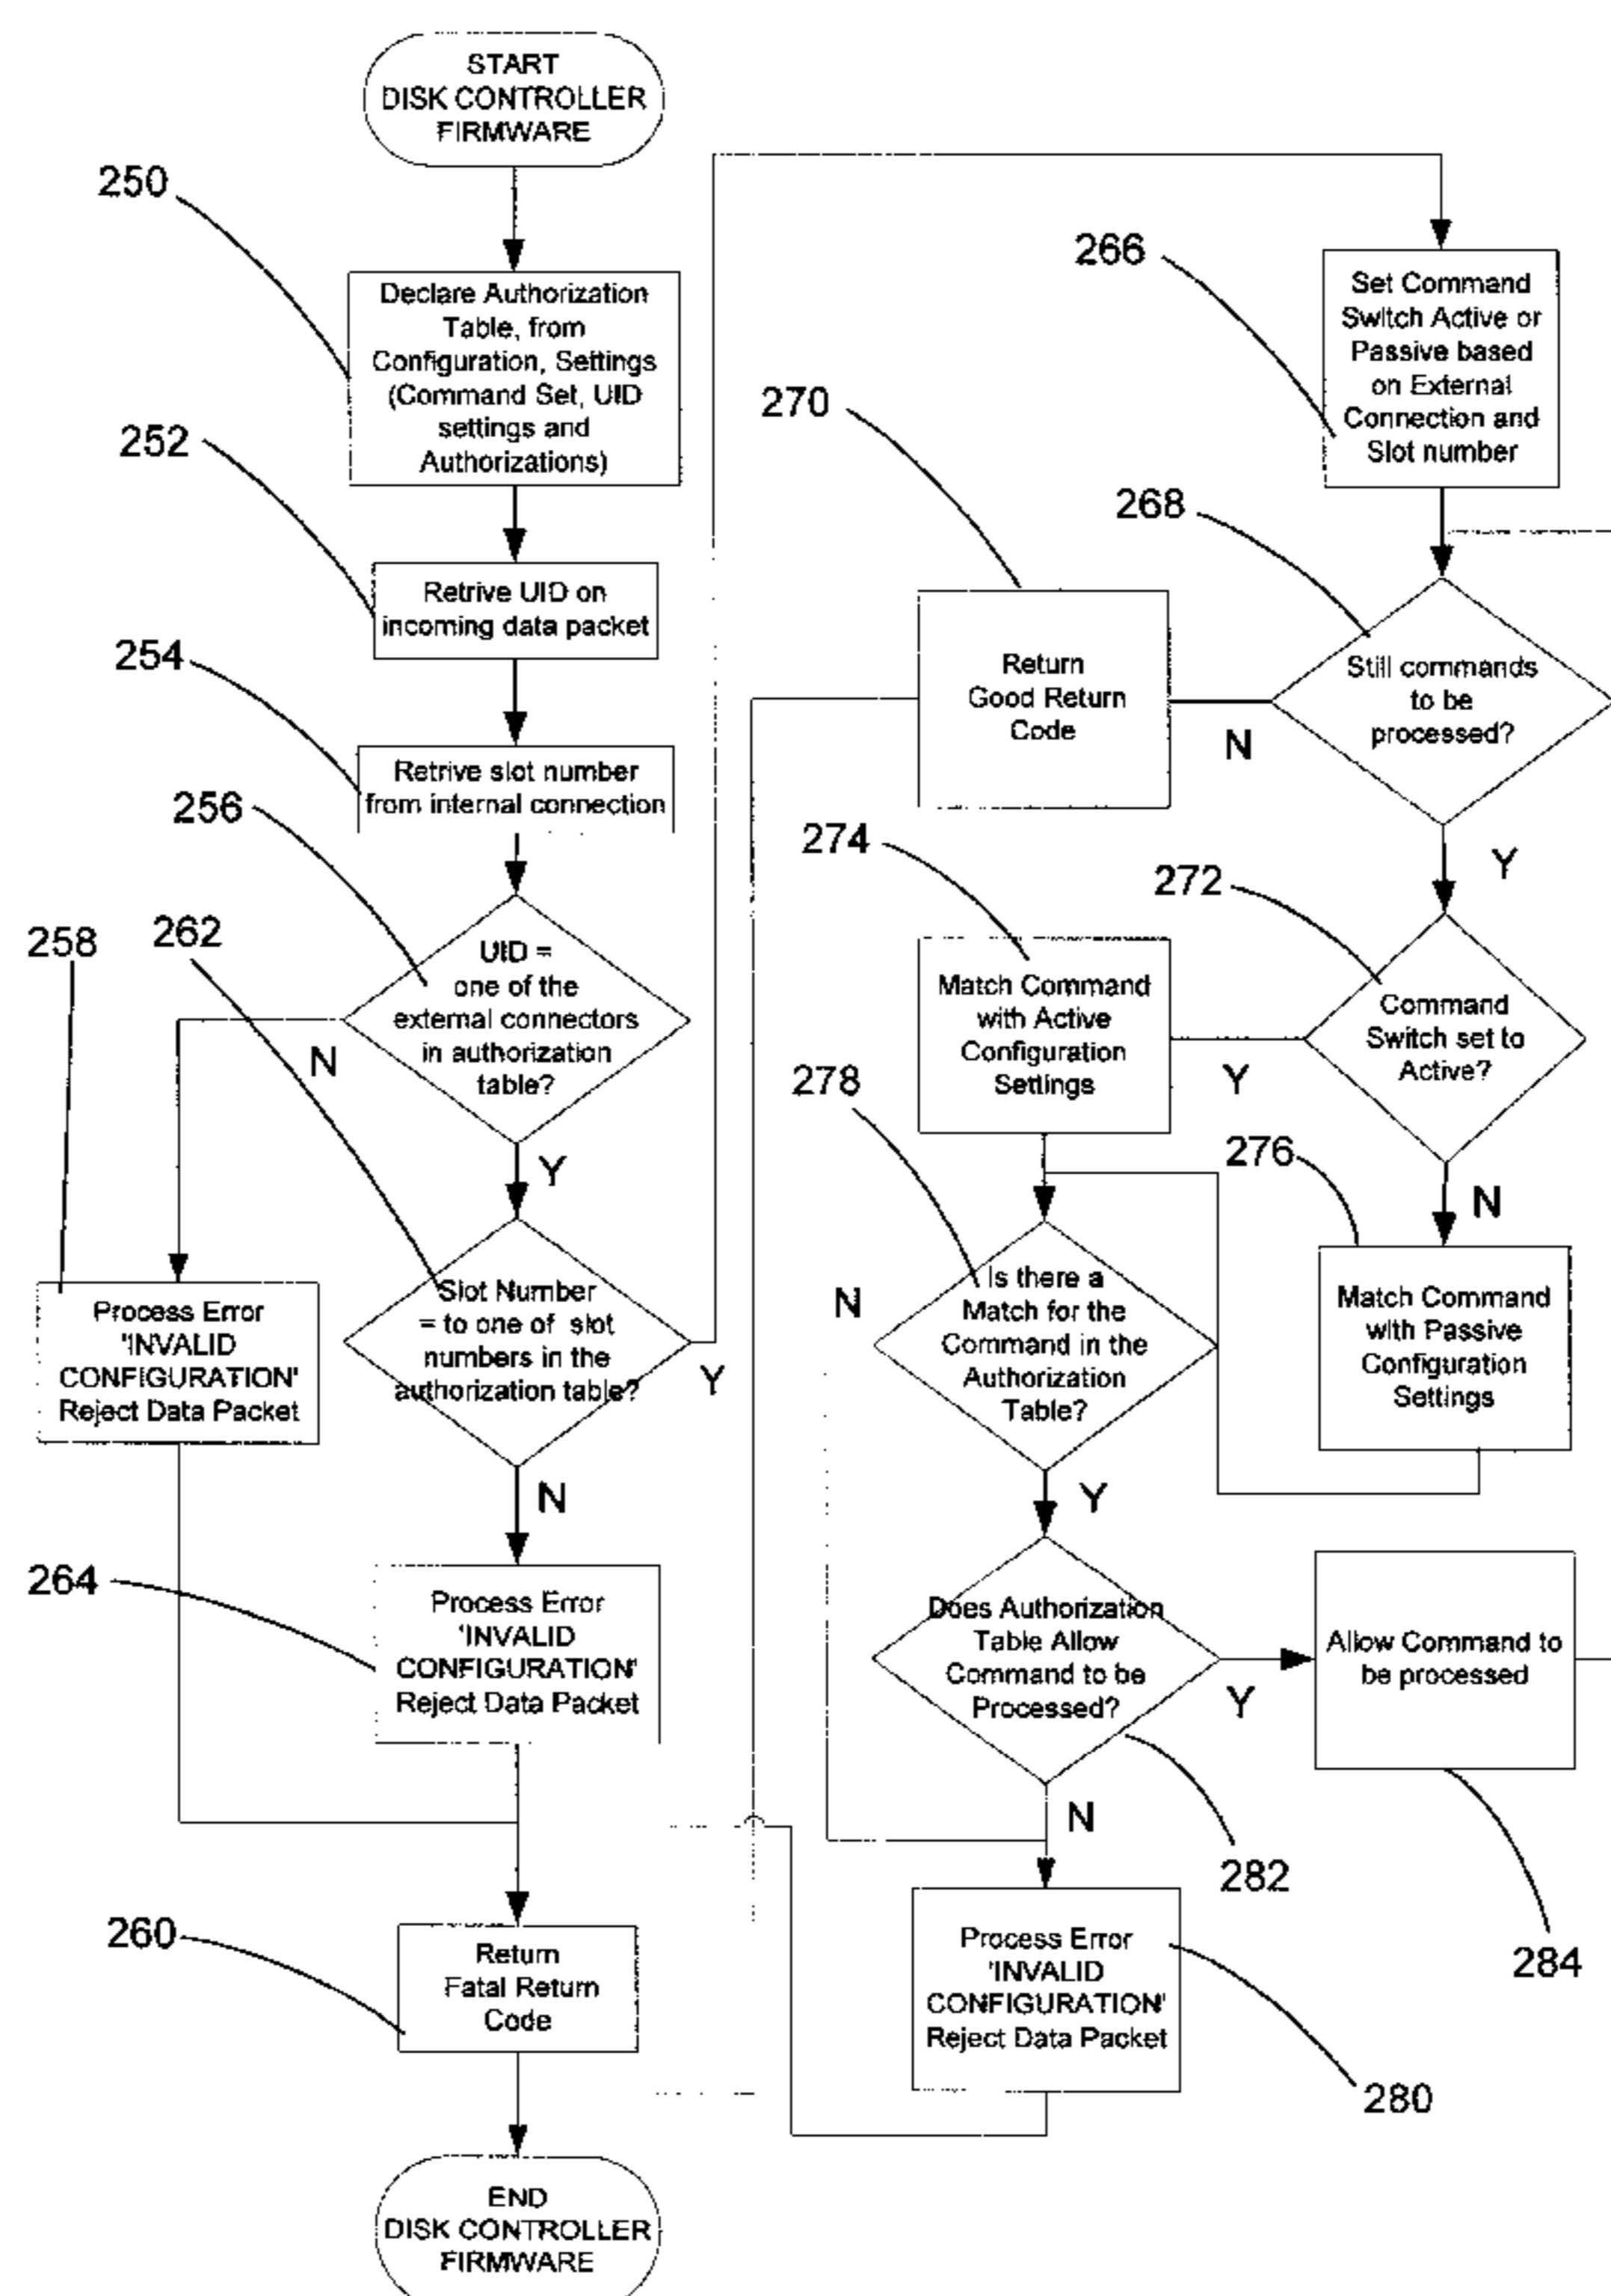 START
DISK CONTROLLER
FIRMWARE
250
Declare Authorization
Table, from
Configuration, Settings
(Command Set, UID
settings and
Authorizations)
252
Retrive UID on
incoming data packet
254
Retrive slot number
from internal connection
256
UID =
one of the
external connectors
in authorization
table?
N
Y
258
Process Error
'INVALID
CONFIGURATION'
Reject Data Packet
262
Slot Number
= to one of slot
numbers in the
authorization table?
Y
N
264
Process Error
'INVALID
CONFIGURATION'
Reject Data Packet
260
Return
Fatal Return
Code
END
DISK CONTROLLER
FIRMWARE
266
Set Command
Switch Active or
Passive based
on External
Connection and
Slot number
268
Still commands
to be
processed?
N
Y
270
Return
Good Return
Code
272
Command
Switch set to
Active?
Y
N
274
Match Command
with Active
Configuration
Settings
276
Match Command
with Passive
Configuration
Settings
278
Is there a
Match for the
Command in the
Authorization
Table?
N
Y
Does Authorization
Table Allow
Command to be
Processed?
Y
N
282
Allow Command to
be processed
284
Process Error
'INVALID
CONFIGURATION'
Reject Data Packet
280